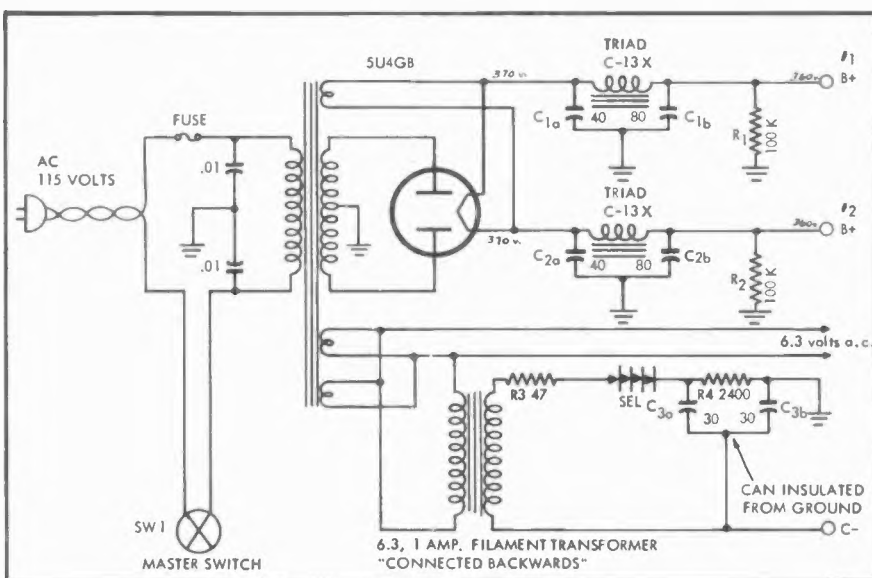 5U4GB
TRIAD
C-13X
#1
B+
370 v.
360v
FUSE
C1a
40
80
C1b
R1
100 K
AC
115 VOLTS
.01
.01
TRIAD
C-13X
#2
B+
370 v.
360v
C2a
40
80
C2b
R2
100 K
6.3 volts a.c.
R3 47
SEL
C3a
R4 2400
C3b
30
30
CAN INSULATED
FROM GROUND
C-
SW1
MASTER SWITCH
6.3, 1 AMP. FILAMENT TRANSFORMER
"CONNECTED BACKWARDS"